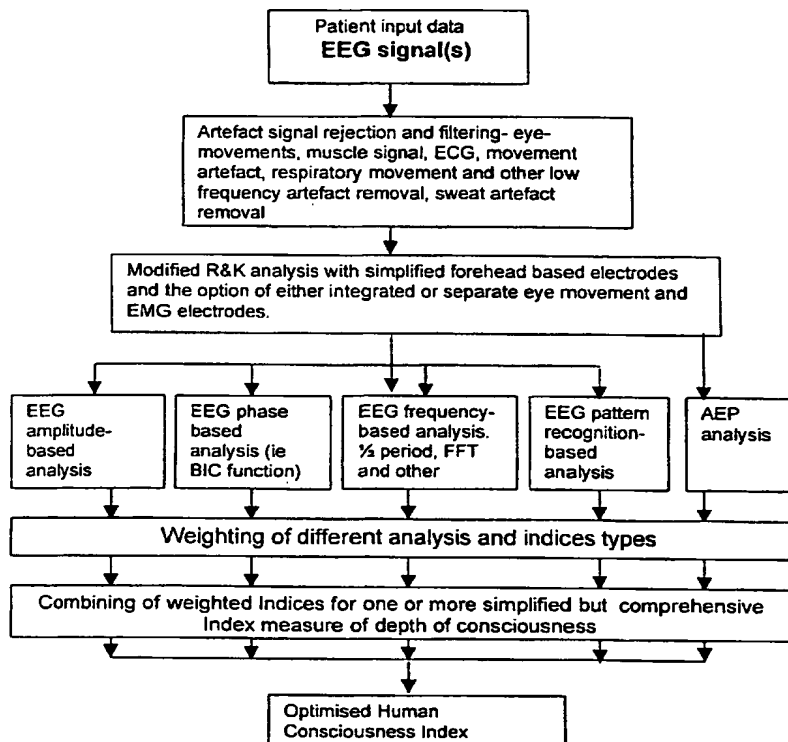 Patient input data
EEG signal(s)
Artefact signal rejection and filtering- eye-
movements, muscle signal, ECG, movement
artefact, respiratory movement and other low
frequency artefact removal, sweat artefact
removal
Modified R&K analysis with simplified forehead based electrodes
and the option of either integrated or separate eye movement and
EMG electrodes.
EEG
amplitude-
based
analysis
EEG phase
based
analysis (ie
BIC function)
EEG frequency-
based analysis.
½ period, FFT
and other
EEG pattern
recognition-
based
analysis
AEP
analysis
Weighting of different analysis and indices types
Combining of weighted Indices for one or more simplified but comprehensive
Index measure of depth of consciousness
Optimised Human
Consciousness Index